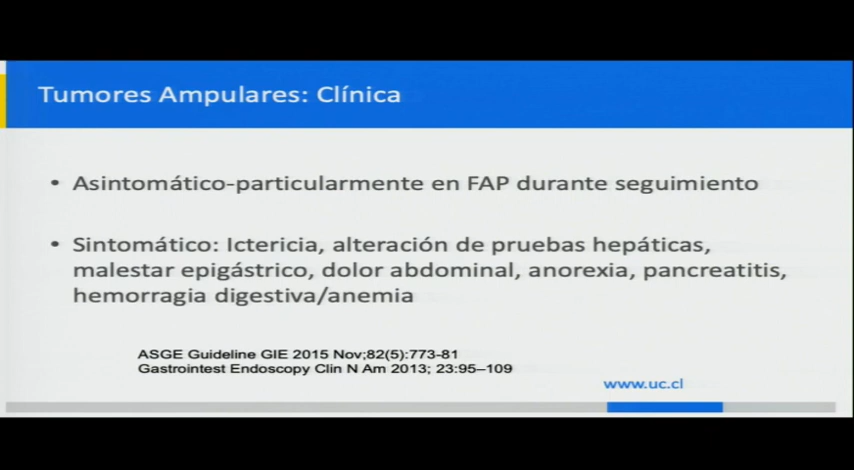 Tumores Ampulares: Clínica
• Asintomático-particularmente en FAP durante seguimiento
• Sintomático: Ictericia, alteración de pruebas hepáticas,
malestar epigástrico, dolor abdominal, anorexia, pancreatitis,
hemorragia digestiva/anemia
ASGE Guideline GIE 2015 Nov;82(5):773-81
Gastrointest Endoscopy Clin N Am 2013; 23:95–109
www.uc.cl